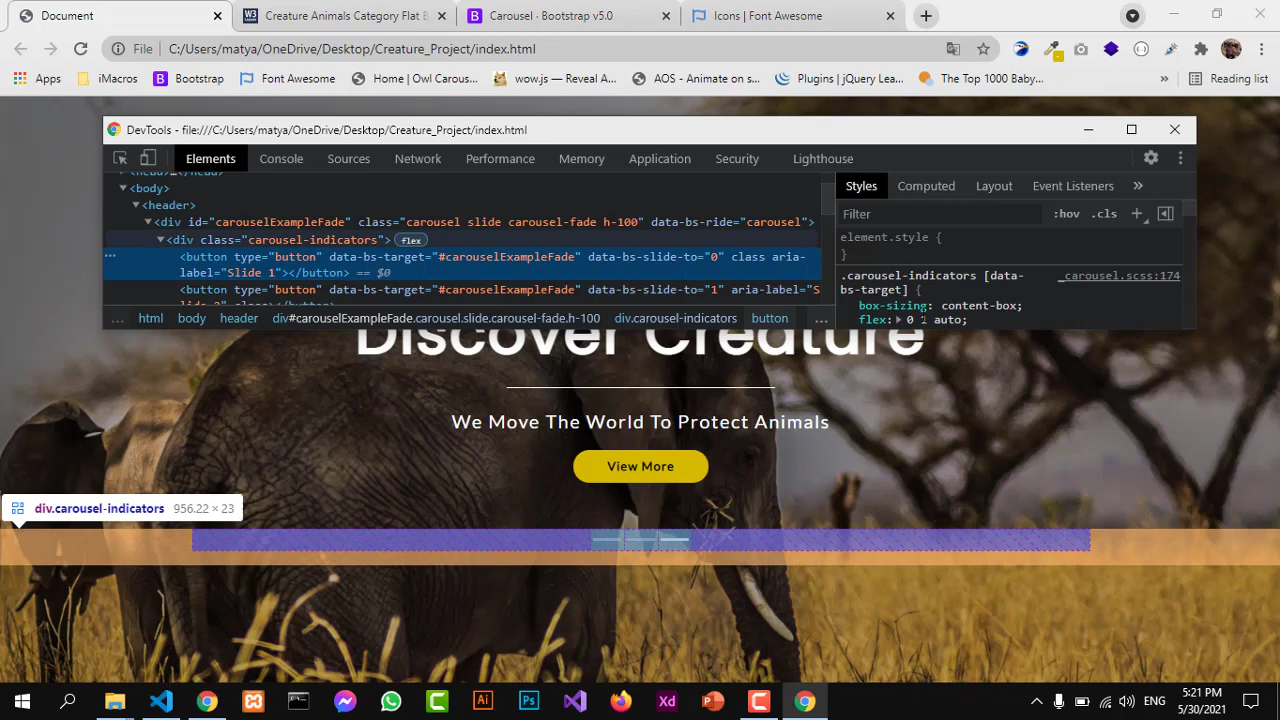 Document
Creature Animals Category Flat B
Carousel · Bootstrap v5.0
Icons | Font Awesome
File
C:/Users/matya/OneDrive/Desktop/Creature_Project/index.html
Apps
iMacros
Bootstrap
Font Awesome
Home | Owl Carous...
wow.js — Reveal A...
AOS - Animate on s...
Plugins | jQuery Lea...
The Top 1000 Baby...
»
Reading list
DevTools - file:///C:/Users/matya/OneDrive/Desktop/Creature_Project/index.html
Elements
Console
Sources
Network
Performance
Memory
Application
Security
Lighthouse
<head>…</head>
<body>
<header>
<div id="carouselExampleFade" class="carousel slide carousel-fade h-100" data-bs-ride="carousel">
<div class="carousel-indicators"> flex
<button type="button" data-bs-target="#carouselExampleFade" data-bs-slide-to="0" class aria-
label="Slide 1"></button> == $0
<button type="button" data-bs-target="#carouselExampleFade" data-bs-slide-to="1" aria-label="S
lide 2" class></button>
... html body header div#carouselExampleFade.carousel.slide.carousel-fade.h-100 div.carousel-indicators button ...
Styles
Computed
Layout
Event Listeners
»
Filter
:hov .cls +
element.style {
}
.carousel-indicators [data-
bs-target] {
_carousel.scss:174
box-sizing: content-box;
flex: 0 1 auto;
Discover Creature
We Move The World To Protect Animals
View More
div.carousel-indicators 956.22 × 23
ENG
5:21 PM
5/30/2021